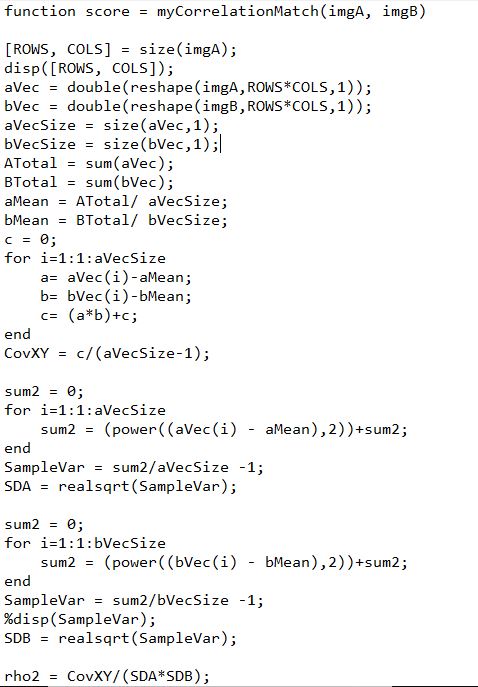 function score = myCorrelationMatch(imgA, imgB)
[ROWS, COLS] = size(imgA);
disp([ROWS, COLS]);
aVec = double(reshape(imgA,ROWS*COLS,1));
bVec = double(reshape(imgB,ROWS*COLS,1));
aVecSize = size(aVec,1);
bVecSize = size(bVec,1);
ATotal = sum(aVec);
BTotal = sum(bVec);
aMean = ATotal/ aVecSize;
bMean = BTotal/ bVecSize;
c = 0;
for i=1:1:aVecSize
    a= aVec(i)-aMean;
    b= bVec(i)-bMean;
    c= (a*b)+c;
end
CovXY = c/(aVecSize-1);
sum2 = 0;
for i=1:1:aVecSize
    sum2 = (power((aVec(i) - aMean),2))+sum2;
end
SampleVar = sum2/aVecSize -1;
SDA = realsqrt(SampleVar);
sum2 = 0;
for i=1:1:bVecSize
    sum2 = (power((bVec(i) - bMean),2))+sum2;
end
SampleVar = sum2/bVecSize -1;
%disp(SampleVar);
SDB = realsqrt(SampleVar);
rho2 = CovXY/(SDA*SDB);